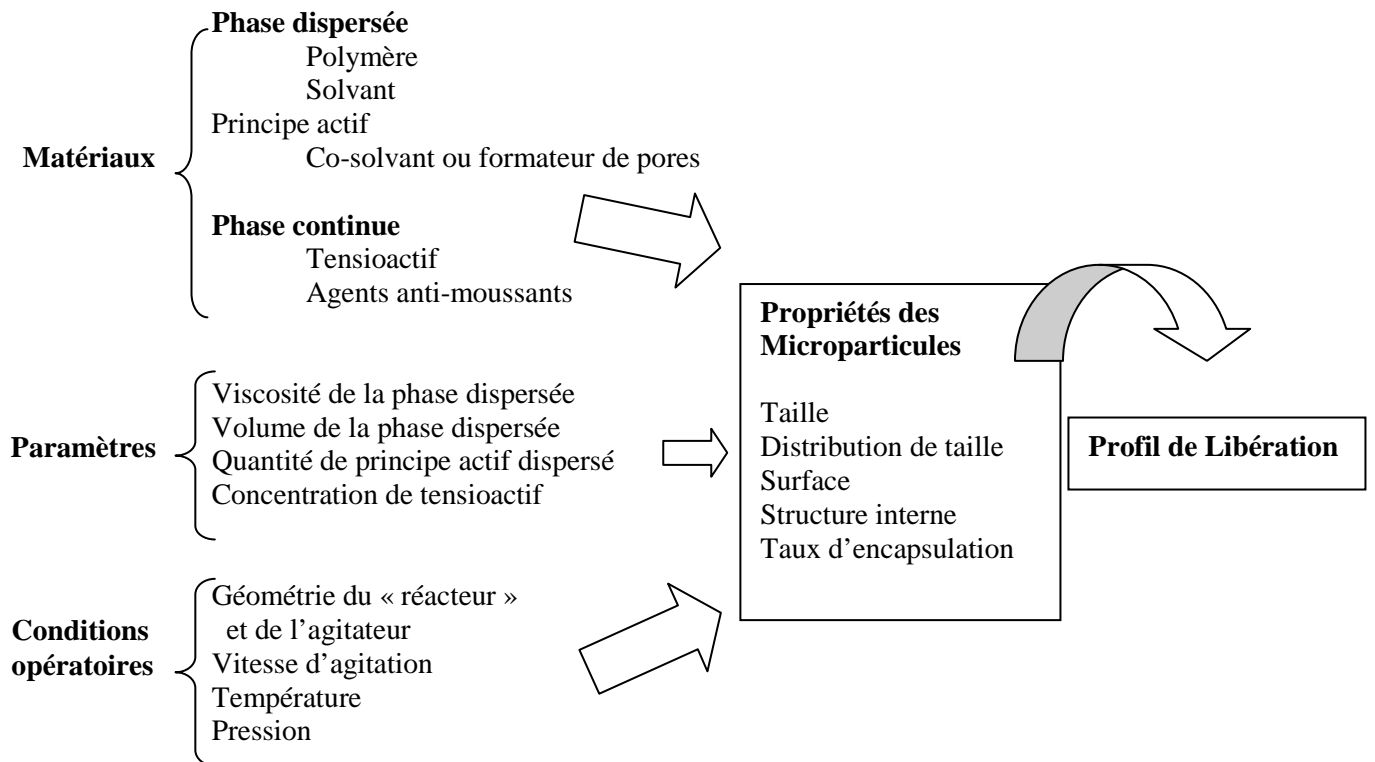 Phase dispersée
Polymère
Solvant
Principe actif
Matériaux
Co-solvant ou formateur de pores
Phase continue
Tensioactif
Agents anti-moussants
Paramètres
Viscosité de la phase dispersée
Volume de la phase dispersée
Quantité de principe actif dispersé
Concentration de tensioactif
Conditions
opératoires
Géométrie du « réacteur »
et de l’agitateur
Vitesse d’agitation
Température
Pression
Propriétés des
Microparticules
Taille
Distribution de taille
Surface
Structure interne
Taux d’encapsulation
Profil de Libération